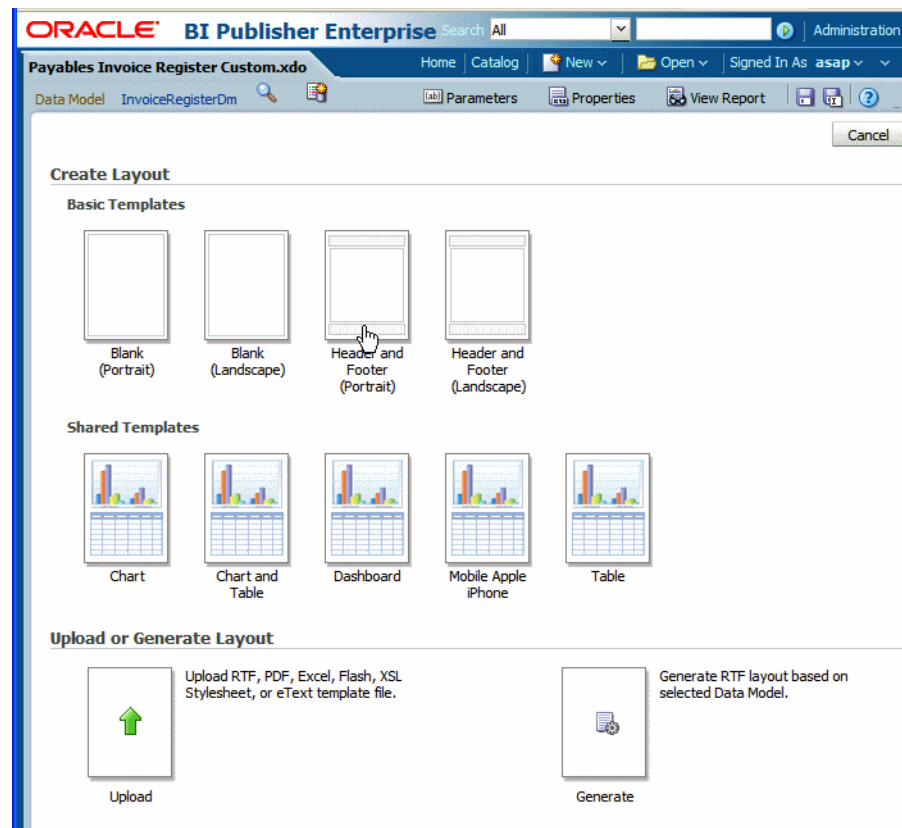 ORACLE BI Publisher Enterprise Search All Administration
Payables Invoice Register Custom.xdo Home Catalog New Open Signed In As asap
Data Model InvoiceRegisterDm Parameters Properties View Report
Cancel
Create Layout
Basic Templates
Blank
(Portrait)
Blank
(Landscape)
Header and
Footer
(Portrait)
Header and
Footer
(Landscape)
Shared Templates
Chart
Chart and
Table
Dashboard
Mobile Apple
iPhone
Table
Upload or Generate Layout
Upload RTF, PDF, Excel, Flash, XSL
Stylesheet, or eText template file.
Upload
Generate RTF layout based on
selected Data Model.
Generate